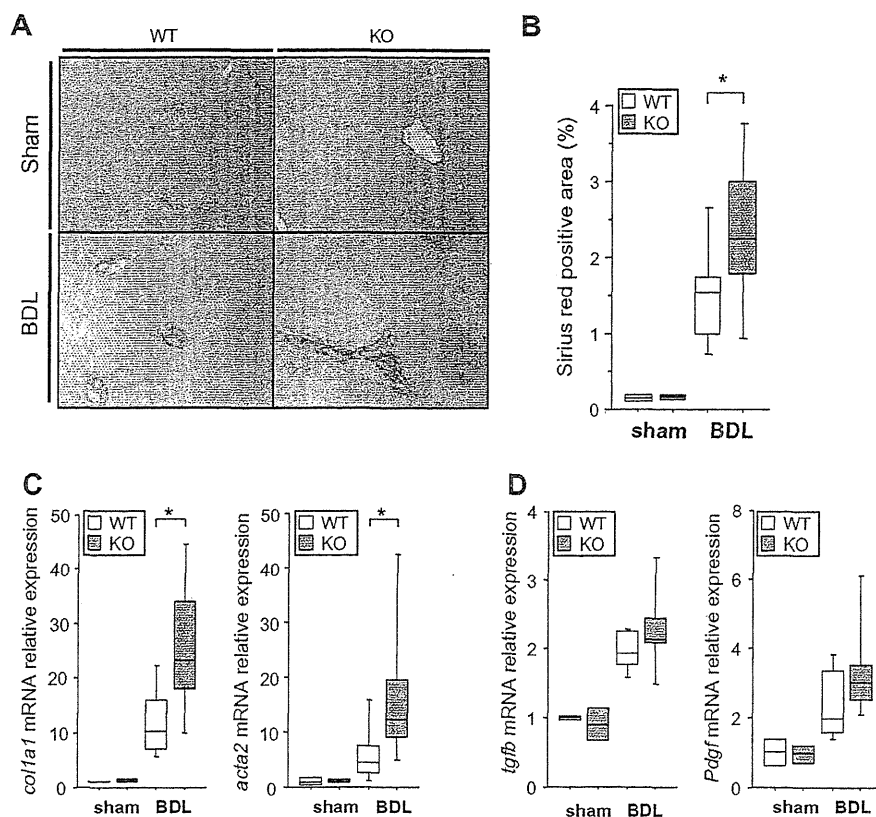 A
WT
KO
Sham
BDL
B
*
WT
KO
Sirius red positive area (%)
4
3
2
1
0
sham
BDL
C
WT
KO
*
col1a1 mRNA relative expression
50
40
30
20
10
0
sham
BDL
WT
KO
*
acta2 mRNA relative expression
50
40
30
20
10
0
sham
BDL
D
WT
KO
tgfb mRNA relative expression
4
3
2
1
0
sham
BDL
WT
KO
Pdgf mRNA relative expression
8
6
4
2
0
sham
BDL